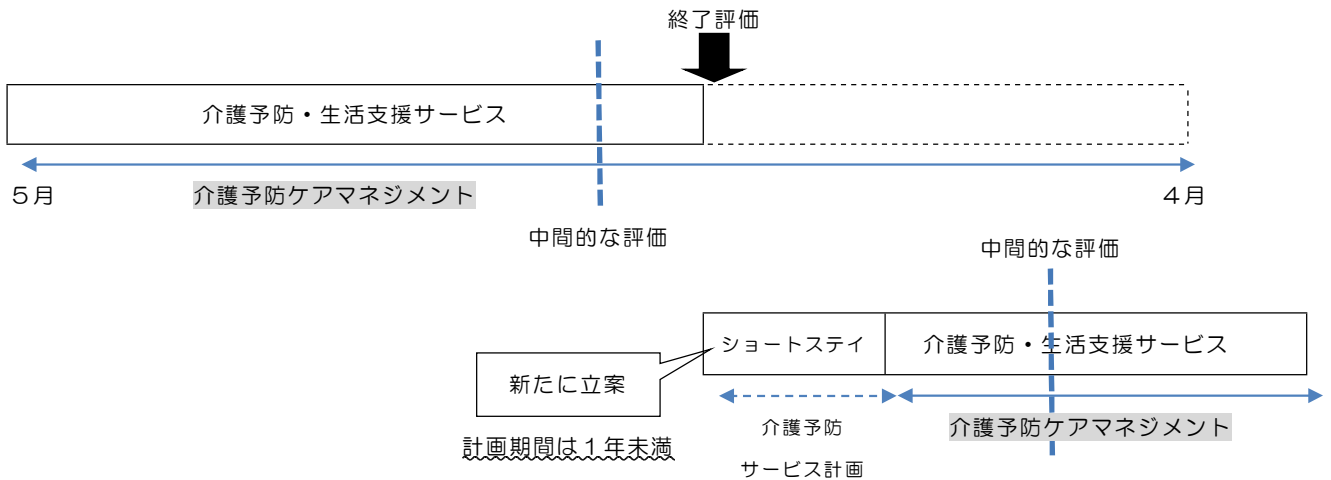 終了評価
介護予防・生活支援サービス
５月
介護予防ケアマネジメント
４月
中間的な評価
中間的な評価
ショートステイ
介護予防・生活支援サービス
新たに立案
計画期間は１年未満
介護予防
サービス計画
介護予防ケアマネジメント